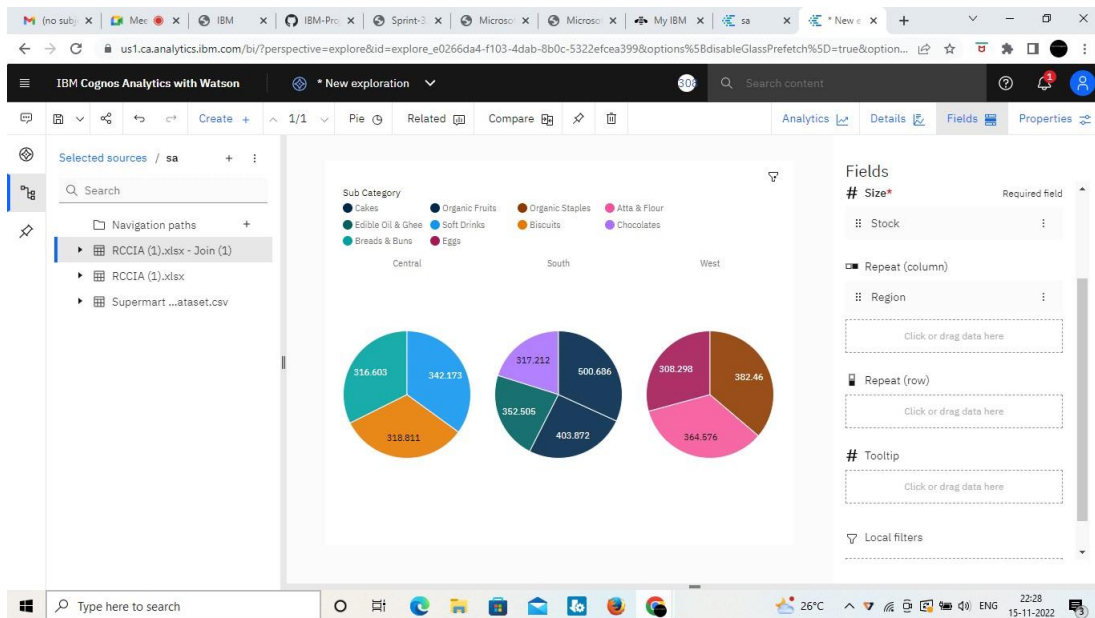 (no subj
Mee
IBM
IBM-Pro
Sprint-3
Microso
Microso
My IBM
sa
* New e
us1.ca.analytics.ibm.com/bi/?perspective=explore&id=explore_e0266da4-f103-4dab-8b0c-5322efcea399&options%5BdisableGlassPrefetch%5D=true&option...
IBM Cognos Analytics with Watson
* New exploration
308
Search content
1
Create +
1/1
Pie
Related
Compare
Analytics
Details
Fields
Properties
Selected sources / sa
Search
Navigation paths
RCCIA (1).xlsx - Join (1)
RCCIA (1).xlsx
Supermart ...ataset.csv
Sub Category
Cakes Organic Fruits Organic Staples Atta & Flour
Edible Oil & Ghee Soft Drinks Biscuits Chocolates
Breads & Buns Eggs
Central South West
316.603 342.173 318.811
317.212 500.686 352.505 403.872
308.298 382.46 364.576
Fields
# Size* Required field
Stock
Repeat (column)
Region
Click or drag data here
Repeat (row)
Click or drag data here
# Tooltip
Click or drag data here
Local filters
Type here to search
26°C
ENG
22:28
15-11-2022
3